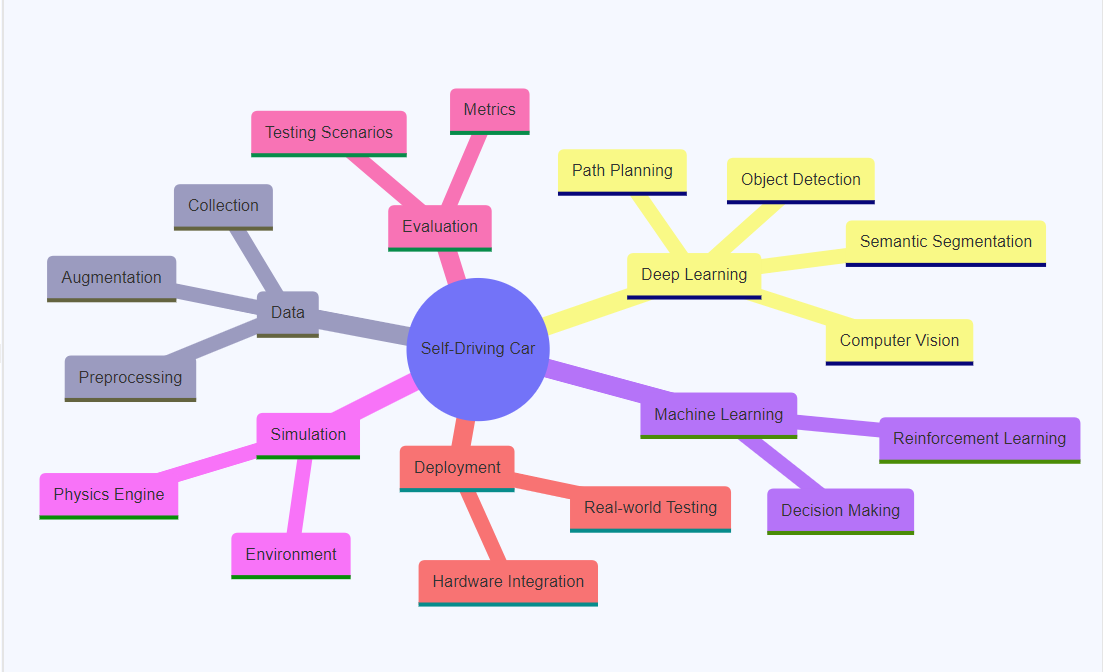 Metrics
Testing Scenarios
Path Planning
Object Detection
Collection
Evaluation
Semantic Segmentation
Augmentation
Deep Learning
Data
Computer Vision
Self-Driving Car
Preprocessing
Machine Learning
Simulation
Reinforcement Learning
Deployment
Physics Engine
Real-world Testing
Decision Making
Environment
Hardware Integration